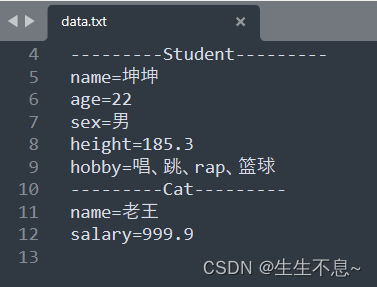 data.txt
4 ---------Student---------
5 name=坤坤
6 age=22
7 sex=男
8 height=185.3
9 hobby=唱、跳、rap、篮球
10 ---------Cat---------
11 name=老王
12 salary=999.9
13
CSDN @生生不息~